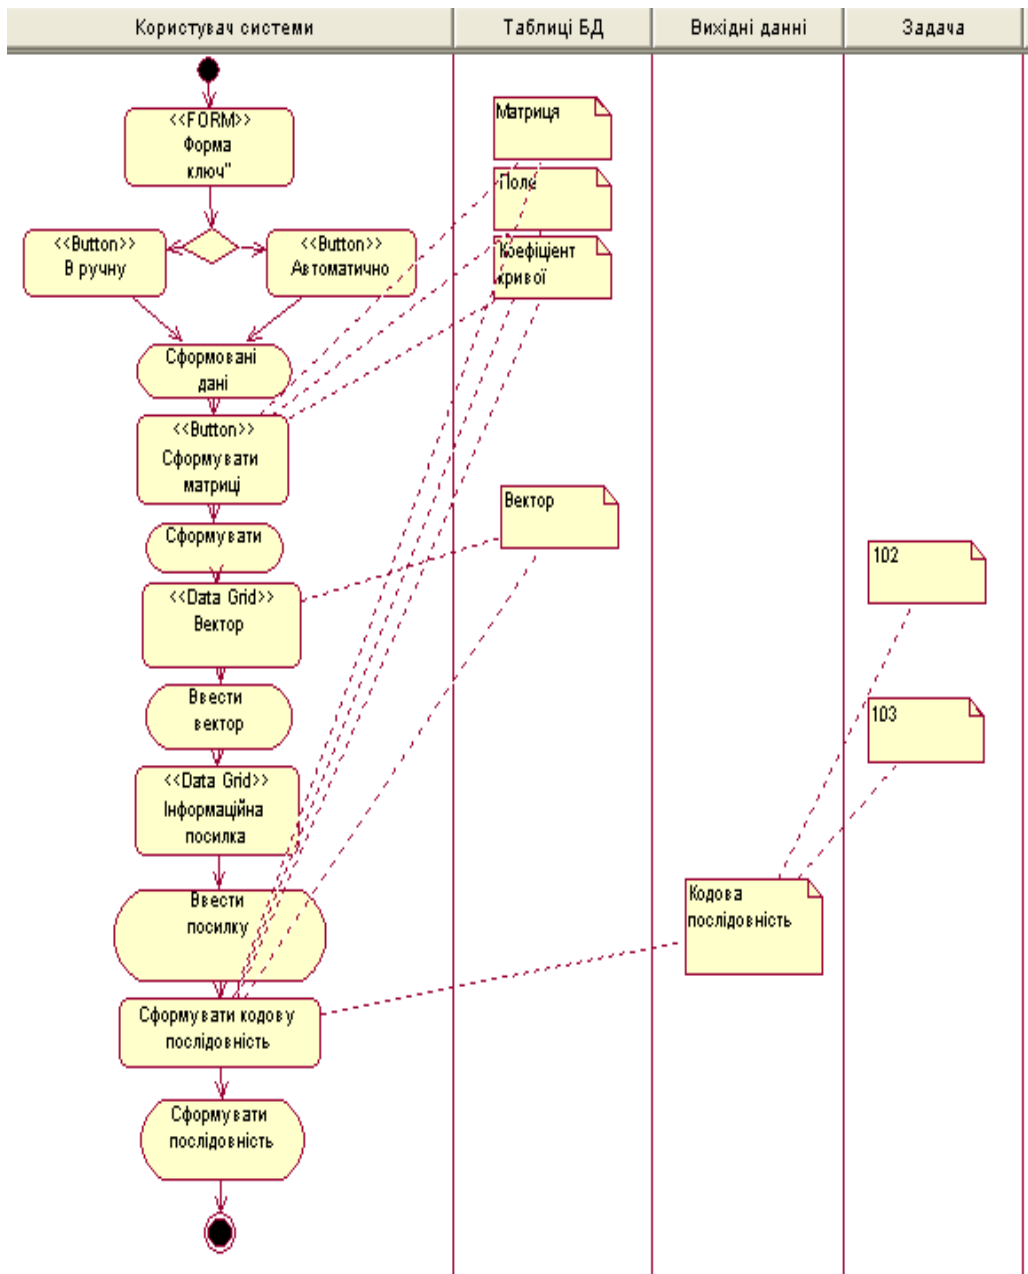 Користувач системи
Таблиці БД
Вихідні данні
Задача
<<FORM>>
Форма
ключ"
<<Button>>
В ручну
<<Button>>
Автоматично
Сформовані
дані
<<Button>>
Сформувати
матриці
Сформувати
<<Data Grid>>
Вектор
Ввести
вектор
<<Data Grid>>
Інформаційна
посилка
Ввести
посилку
Сформувати кодову
послідовність
Сформувати
послідовність
Матриця
Поле
Коефіцієнт
кривої
Вектор
Кодова
послідовність
102
103